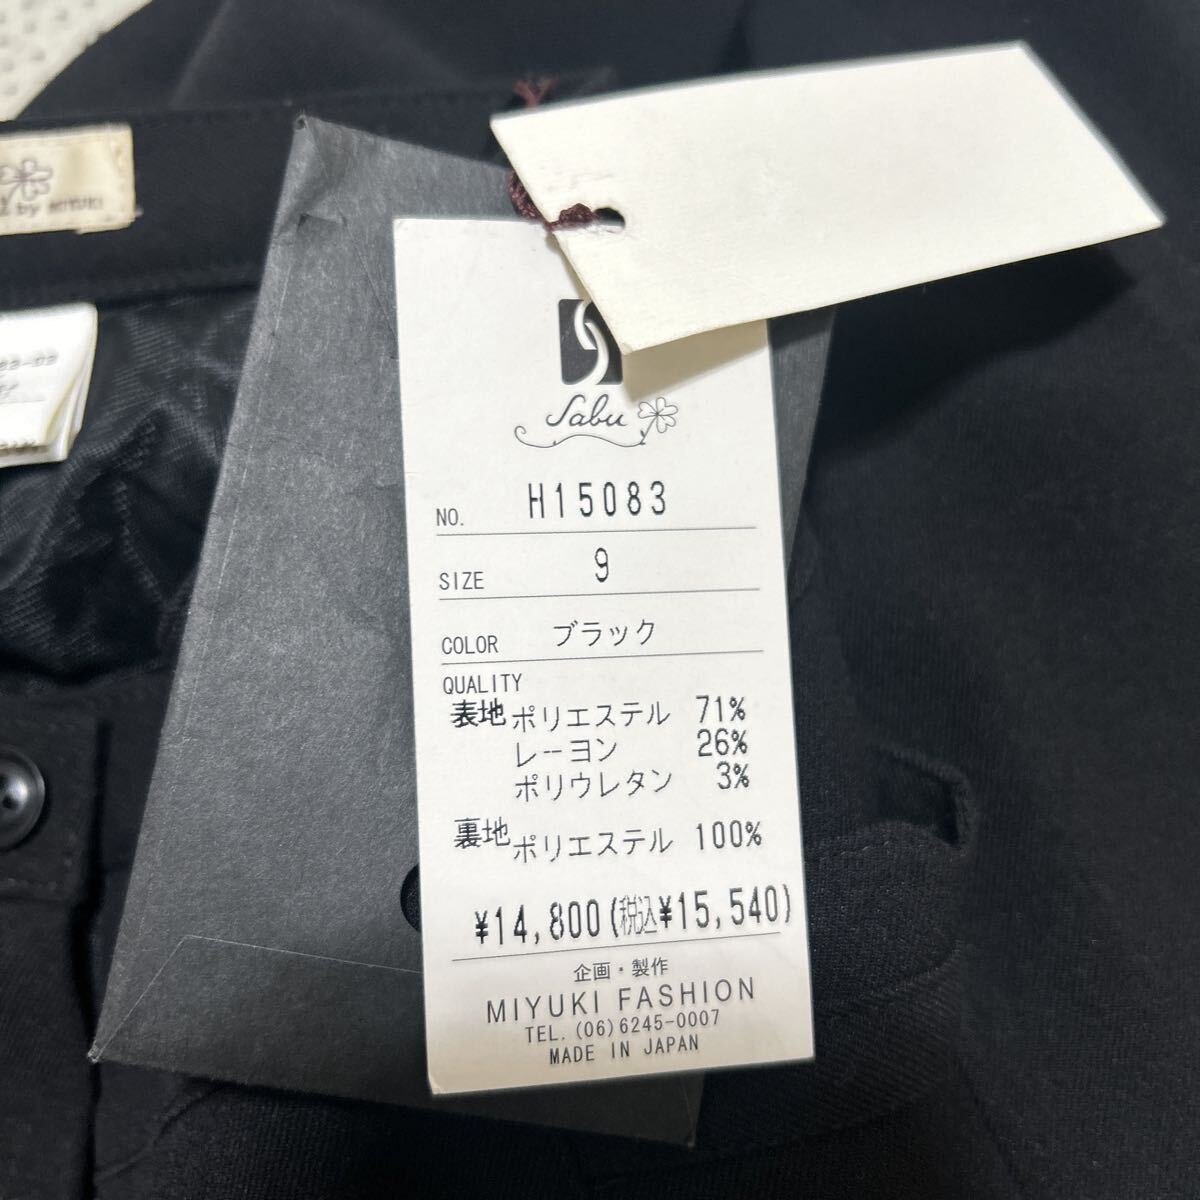 by MIYUKI
Sabu
NO. H15083
SIZE 9
COLOR ブラック
QUALITY
表地 ポリエステル 71%
レーヨン 26%
ポリウレタン 3%
裏地 ポリエステル 100%
¥14,800(税込¥15,540)
企画・製作
MIYUKI FASHION
TEL.(06)6245-0007
MADE IN JAPAN